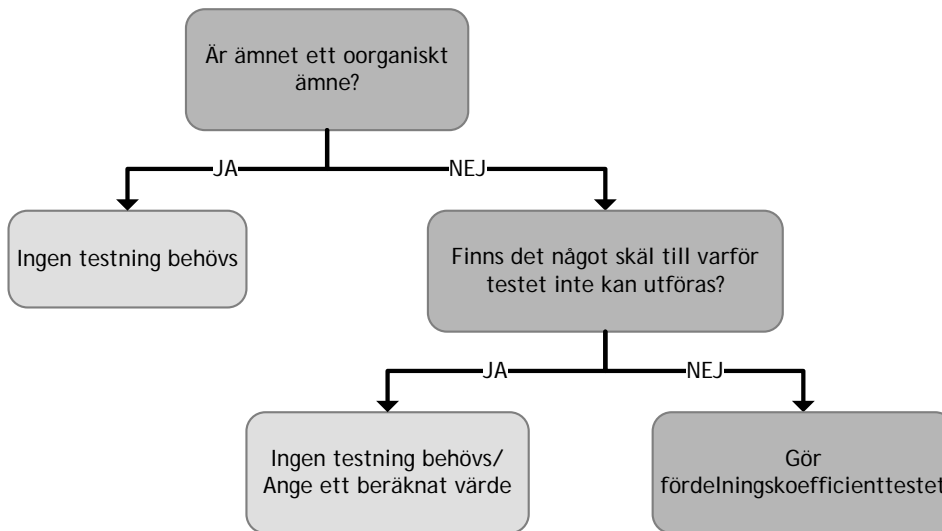 Är ämnet ett oorganiskt
ämne?
JA
NEJ
Ingen testning behövs
Finns det något skäl till varför
testet inte kan utföras?
JA
NEJ
Ingen testning behövs/
Ange ett beräknat värde
Gör
fördelningskoefficienttestet